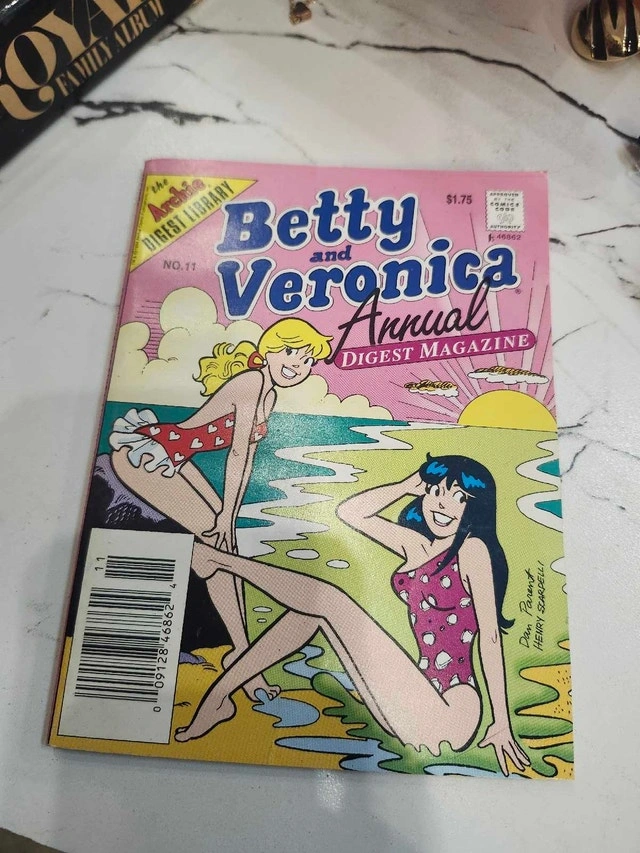 OYAL
FAMILY ALBUM
the
Archie
DIGEST LIBRARY
NO.11
Betty
and
Veronica
Annual
DIGEST MAGAZINE
$1.75
APPROVED
BY THE
COMICS
CODE
AUTHORITY
46862
Dan Parent
HENRY SCARPELLI
11
0 09128 46862 4